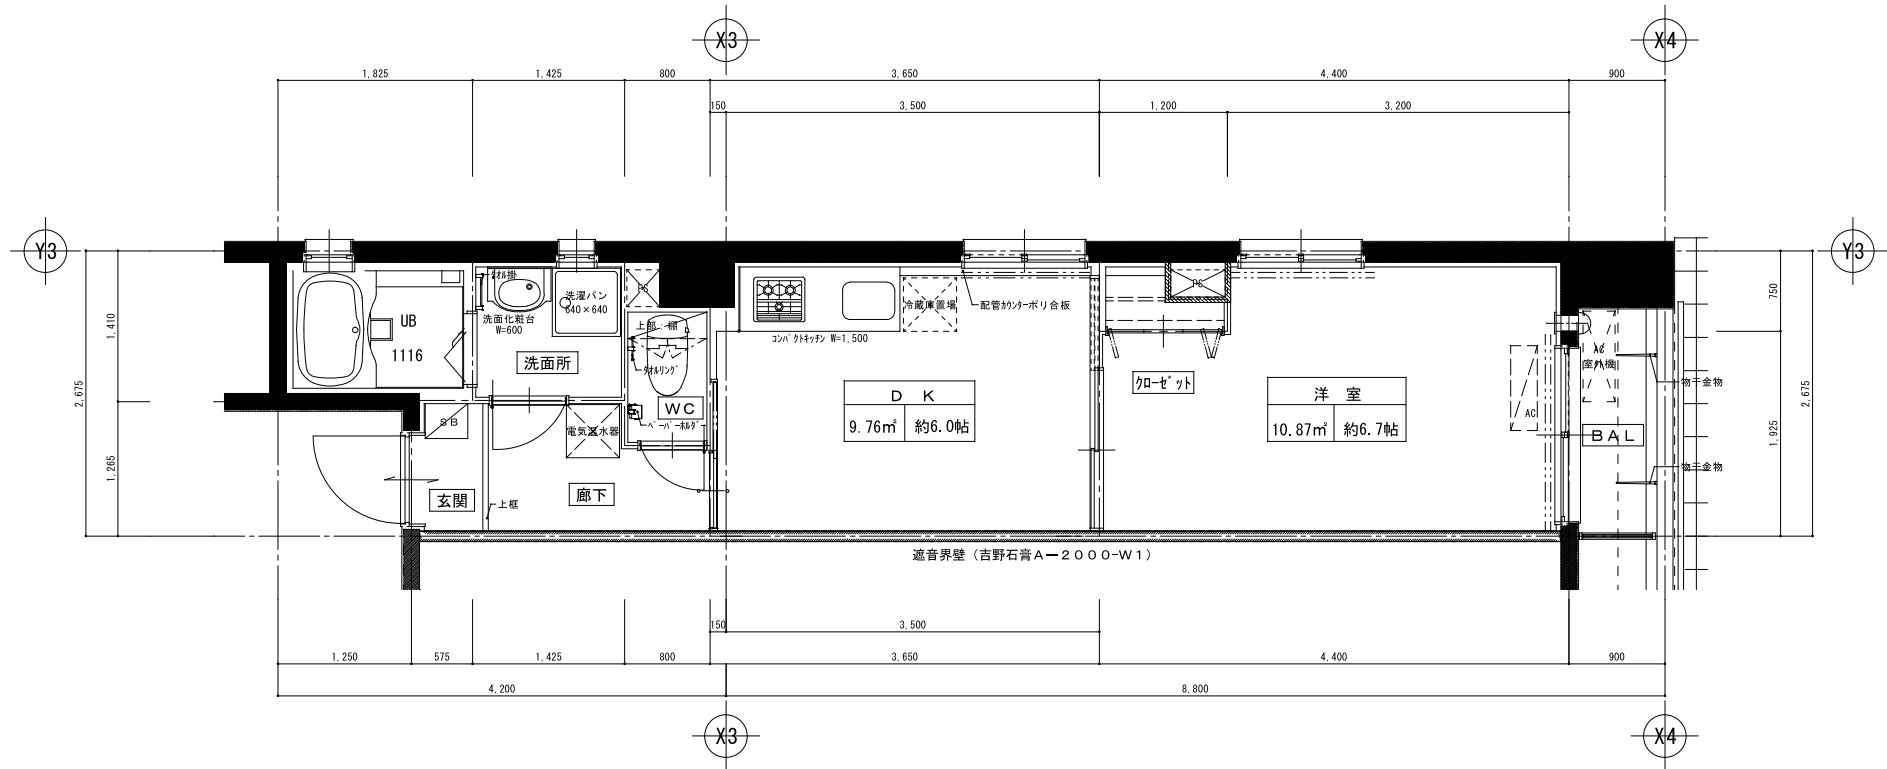 X3
X4
1,825
1,425
800
3,650
4,400
900
150
3,500
1,200
3,200
Y3
Y3
タオル掛
洗濯パン
640×640
洗面化粧台
W=600
PS
PS
冷蔵庫置場
配管カウンターポリ合板
UB
1116
上部:棚
コンパクトキッチン W=1,500
洗面所
タオルリング
クローゼット
AC
室外機
物干金物
750
1,410
2,675
2,675
1,925
1,265
D K
9.76㎡ 約6.0帖
洋 室
10.87㎡ 約6.7帖
AC
WC
SB
電気温水器
ペーパーホルダー
BAL
物干金物
玄関
上框
廊下
遮音界壁（吉野石膏A－2000-W1）
150
3,500
1,250
575
1,425
800
3,650
4,400
900
4,200
8,800
X3
X4